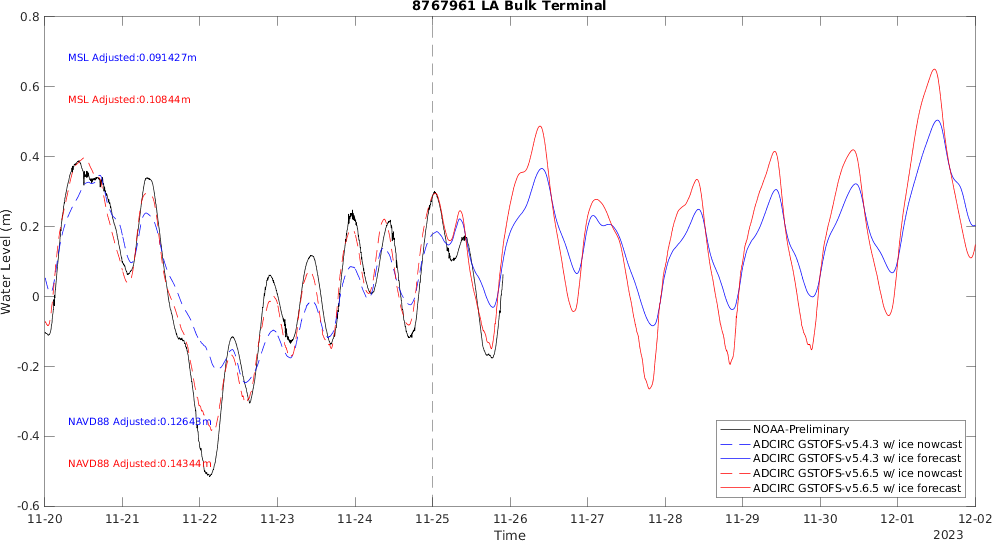 8767961 LA Bulk Terminal
0.8
0.6
0.4
0.2
0
-0.2
-0.4
-0.6
Water Level (m)
MSL Adjusted:0.091427m
MSL Adjusted:0.10844m
NAVD88 Adjusted:0.12643m
NAVD88 Adjusted:0.14344m
NOAA-Preliminary
ADCIRC GSTOFS-v5.4.3 w/ ice nowcast
ADCIRC GSTOFS-v5.4.3 w/ ice forecast
ADCIRC GSTOFS-v5.6.5 w/ ice nowcast
ADCIRC GSTOFS-v5.6.5 w/ ice forecast
11-20 11-21 11-22 11-23 11-24 11-25 11-26 11-27 11-28 11-29 11-30 12-01 12-02
Time
2023